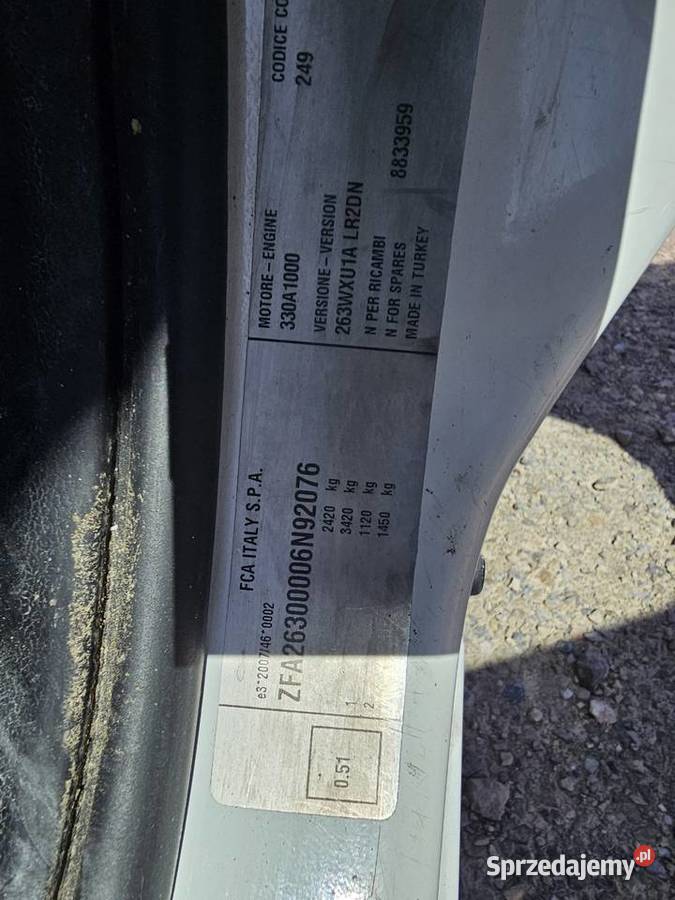 FCA ITALY S.P.A.
e3*2007/46*0002
ZFA26300006N92076
2420 kg
3420 kg
1 1120 kg
2 1450 kg
0.51
MOTORE – ENGINE
330A1000
CODICE CO
249
VERSIONE – VERSION
263WXU1A LR2DN
N PER RICAMBI
N FOR SPARES 8833959
MADE IN TURKEY
Sprzedajemy.pl